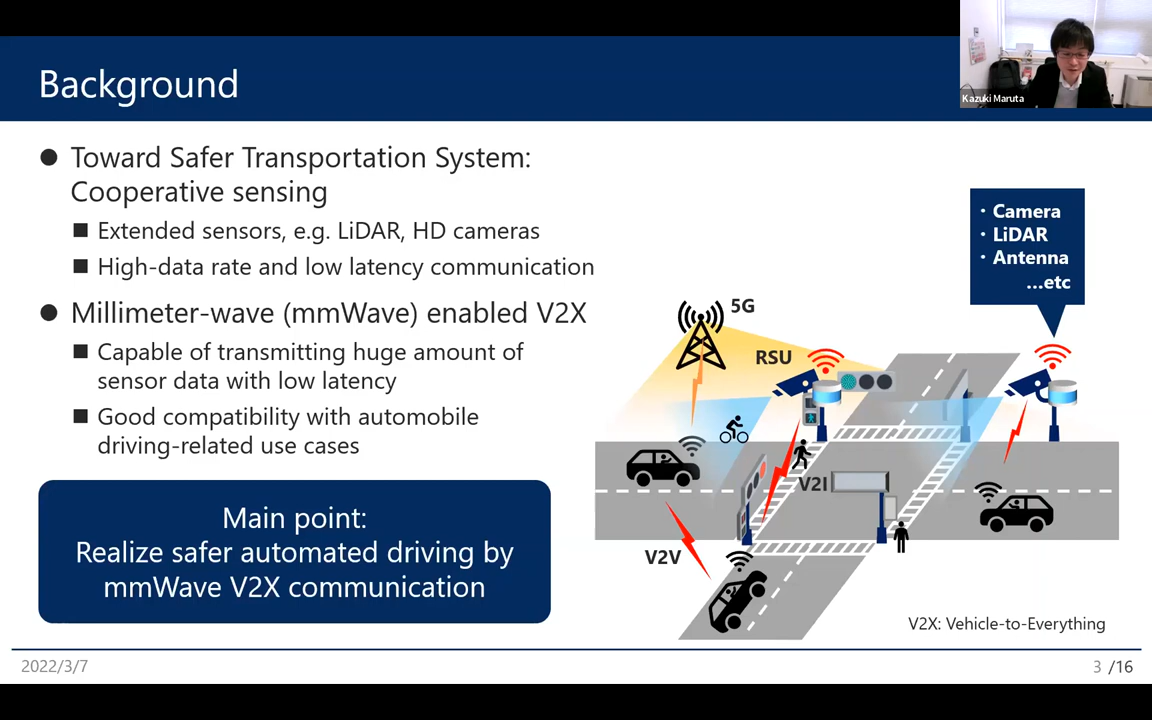 Background
Kazuki Maruta
● Toward Safer Transportation System:
Cooperative sensing
■ Extended sensors, e.g. LiDAR, HD cameras
■ High-data rate and low latency communication
● Millimeter-wave (mmWave) enabled V2X
■ Capable of transmitting huge amount of
sensor data with low latency
■ Good compatibility with automobile
driving-related use cases
Main point:
Realize safer automated driving by
mmWave V2X communication
・Camera
・LiDAR
・Antenna
...etc
5G
RSU
V2I
V2V
V2X: Vehicle-to-Everything
2022/3/7
3 /16